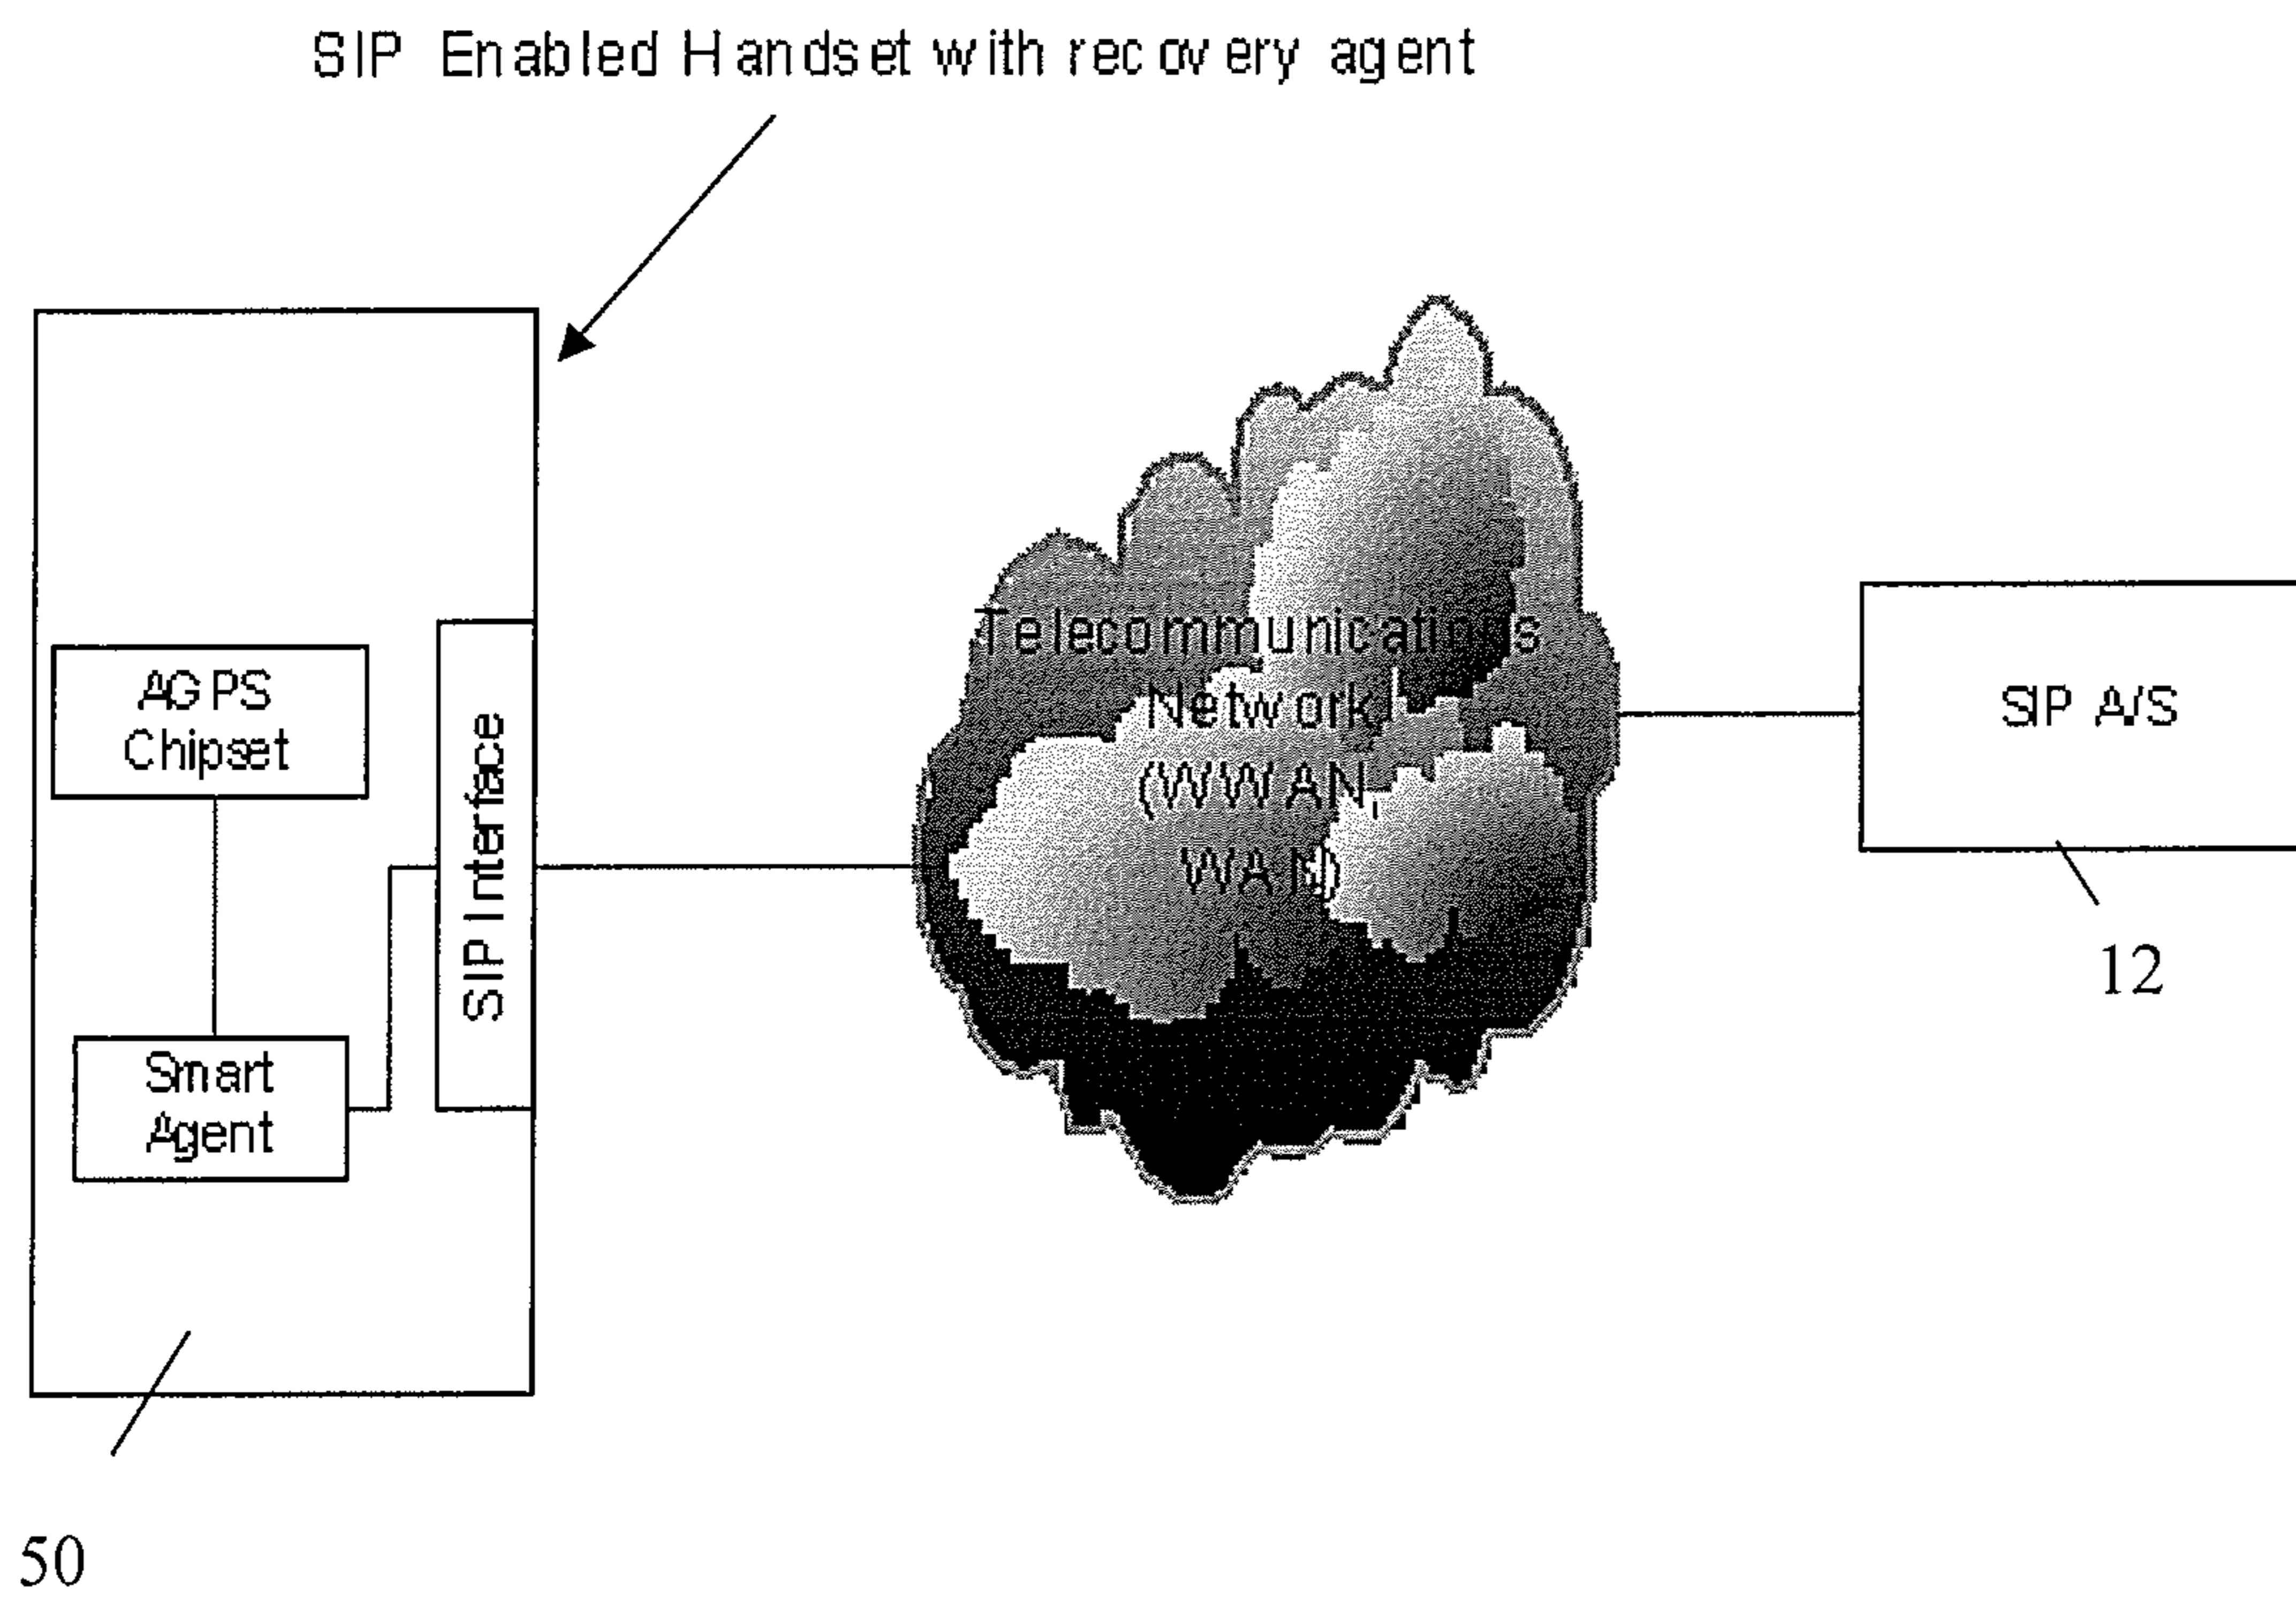 SIP Enabled Handset with recovery agent
AGPS
Chipset
SIP Interface
Smart
Agent
Telecommunications
Network
(WWAN,
WAN)
SIP A/S
12
50